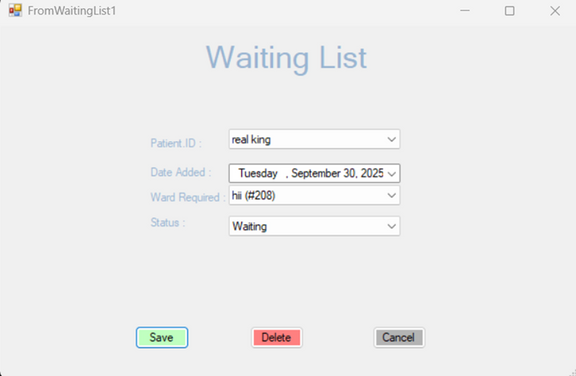 FromWaitingList1
Waiting List
Patient.ID : real king
Date Added : Tuesday , September 30, 2025
Ward Required : hii (#208)
Status : Waiting
Save Delete Cancel